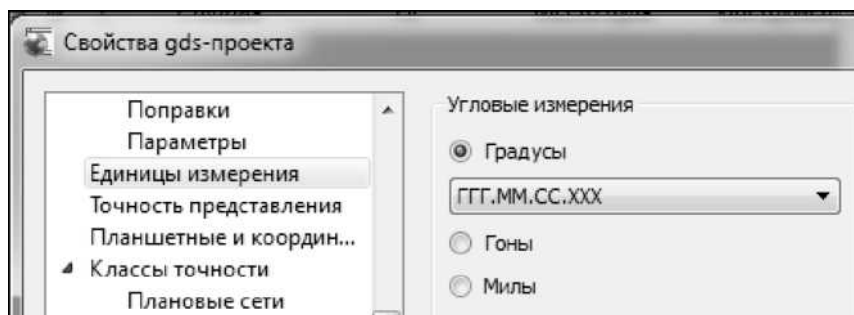 Свойства gds-проекта
Поправки
Параметры
Единицы измерения
Точность представления
Планшетные и координ...
Классы точности
Плановые сети
Угловые измерения
Градусы
ГГГ.ММ.СС.XXX
Гоны
Милы